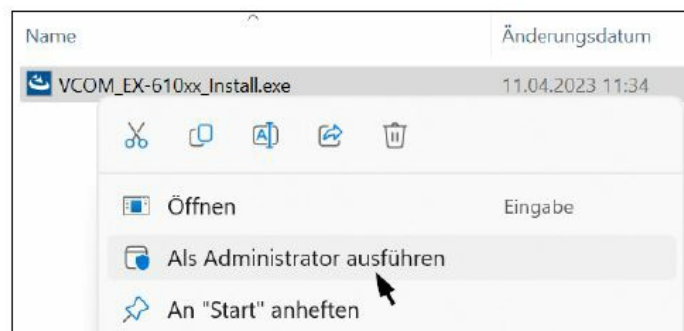 Name Änderungsdatum
VCOM_EX-610xx_Install.exe 11.04.2023 11:34
Öffnen Eingabe
Als Administrator ausführen
An "Start" anheften